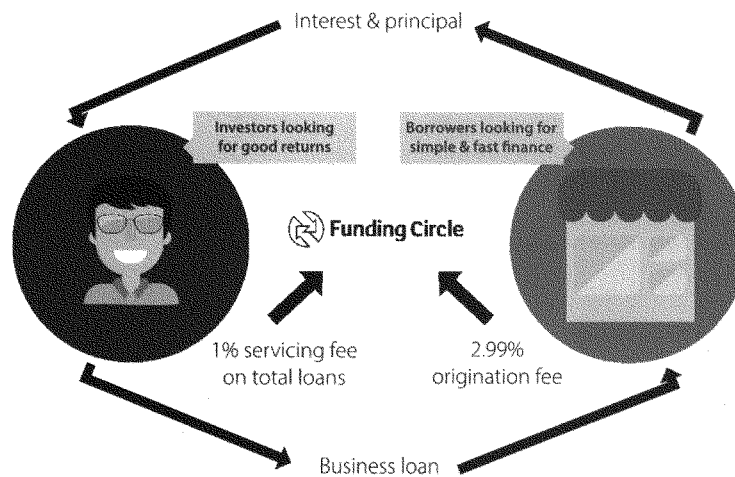 Interest & principal
Investors looking
for good returns
Borrowers looking for
simple & fast finance
Funding Circle
1% servicing fee
on total loans
2.99%
origination fee
Business loan